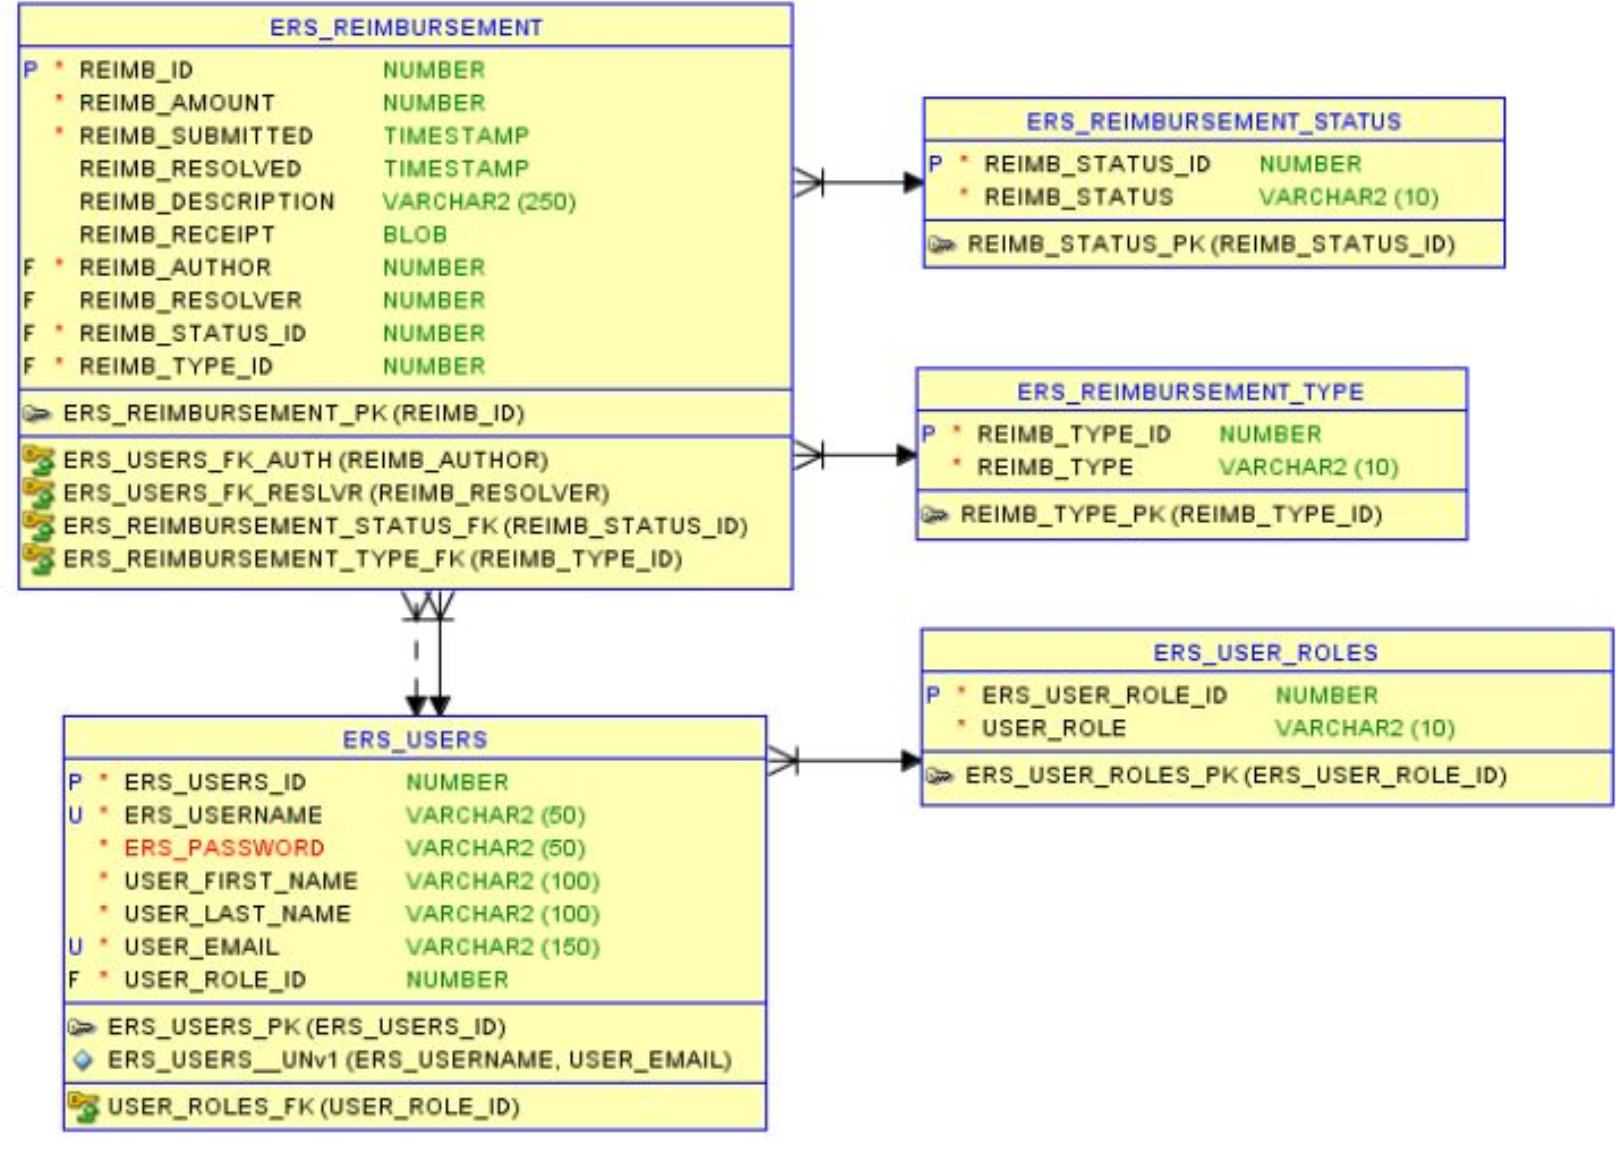 ERS_REIMBURSEMENT
P * REIMB_ID NUMBER
* REIMB_AMOUNT NUMBER
* REIMB_SUBMITTED TIMESTAMP
REIMB_RESOLVED TIMESTAMP
REIMB_DESCRIPTION VARCHAR2 (250)
REIMB_RECEIPT BLOB
F * REIMB_AUTHOR NUMBER
F REIMB_RESOLVER NUMBER
F * REIMB_STATUS_ID NUMBER
F * REIMB_TYPE_ID NUMBER
ERS_REIMBURSEMENT_PK (REIMB_ID)
ERS_USERS_FK_AUTH (REIMB_AUTHOR)
ERS_USERS_FK_RESLVR (REIMB_RESOLVER)
ERS_REIMBURSEMENT_STATUS_FK (REIMB_STATUS_ID)
ERS_REIMBURSEMENT_TYPE_FK (REIMB_TYPE_ID)
ERS_REIMBURSEMENT_STATUS
P * REIMB_STATUS_ID NUMBER
* REIMB_STATUS VARCHAR2 (10)
REIMB_STATUS_PK (REIMB_STATUS_ID)
ERS_REIMBURSEMENT_TYPE
P * REIMB_TYPE_ID NUMBER
* REIMB_TYPE VARCHAR2 (10)
REIMB_TYPE_PK (REIMB_TYPE_ID)
ERS_USERS
P * ERS_USERS_ID NUMBER
U * ERS_USERNAME VARCHAR2 (50)
* ERS_PASSWORD VARCHAR2 (50)
* USER_FIRST_NAME VARCHAR2 (100)
* USER_LAST_NAME VARCHAR2 (100)
U * USER_EMAIL VARCHAR2 (150)
F * USER_ROLE_ID NUMBER
ERS_USERS_PK (ERS_USERS_ID)
ERS_USERS__UNv1 (ERS_USERNAME, USER_EMAIL)
USER_ROLES_FK (USER_ROLE_ID)
ERS_USER_ROLES
P * ERS_USER_ROLE_ID NUMBER
* USER_ROLE VARCHAR2 (10)
ERS_USER_ROLES_PK (ERS_USER_ROLE_ID)